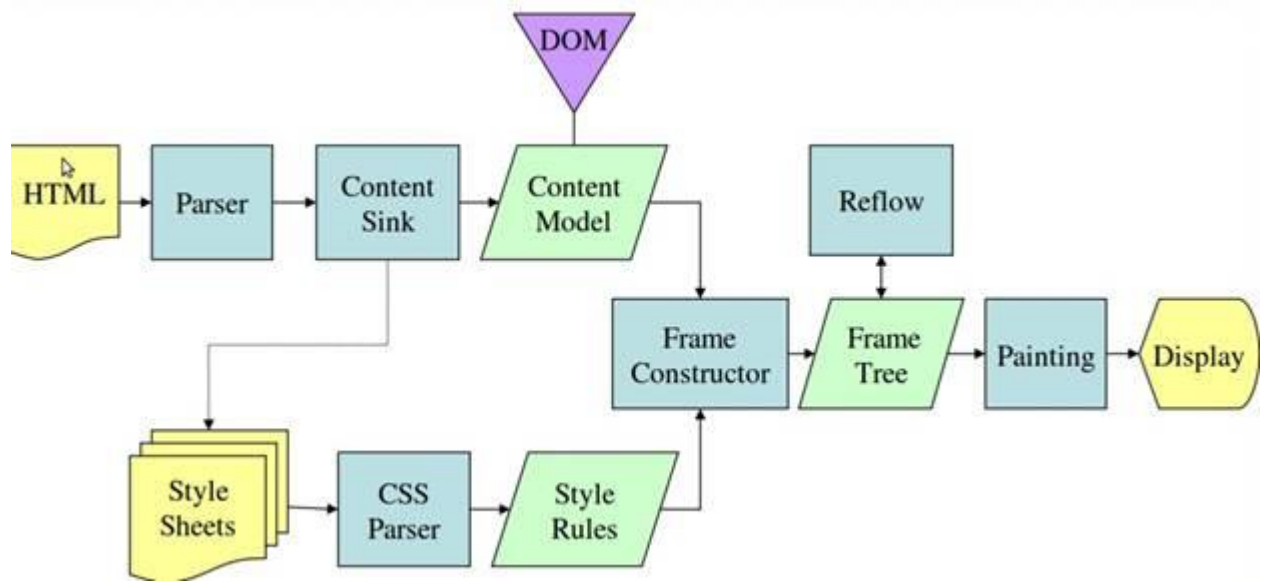 DOM
HTML
Parser
Content
Sink
Content
Model
Reflow
Frame
Constructor
Frame
Tree
Painting
Display
Style
Sheets
CSS
Parser
Style
Rules